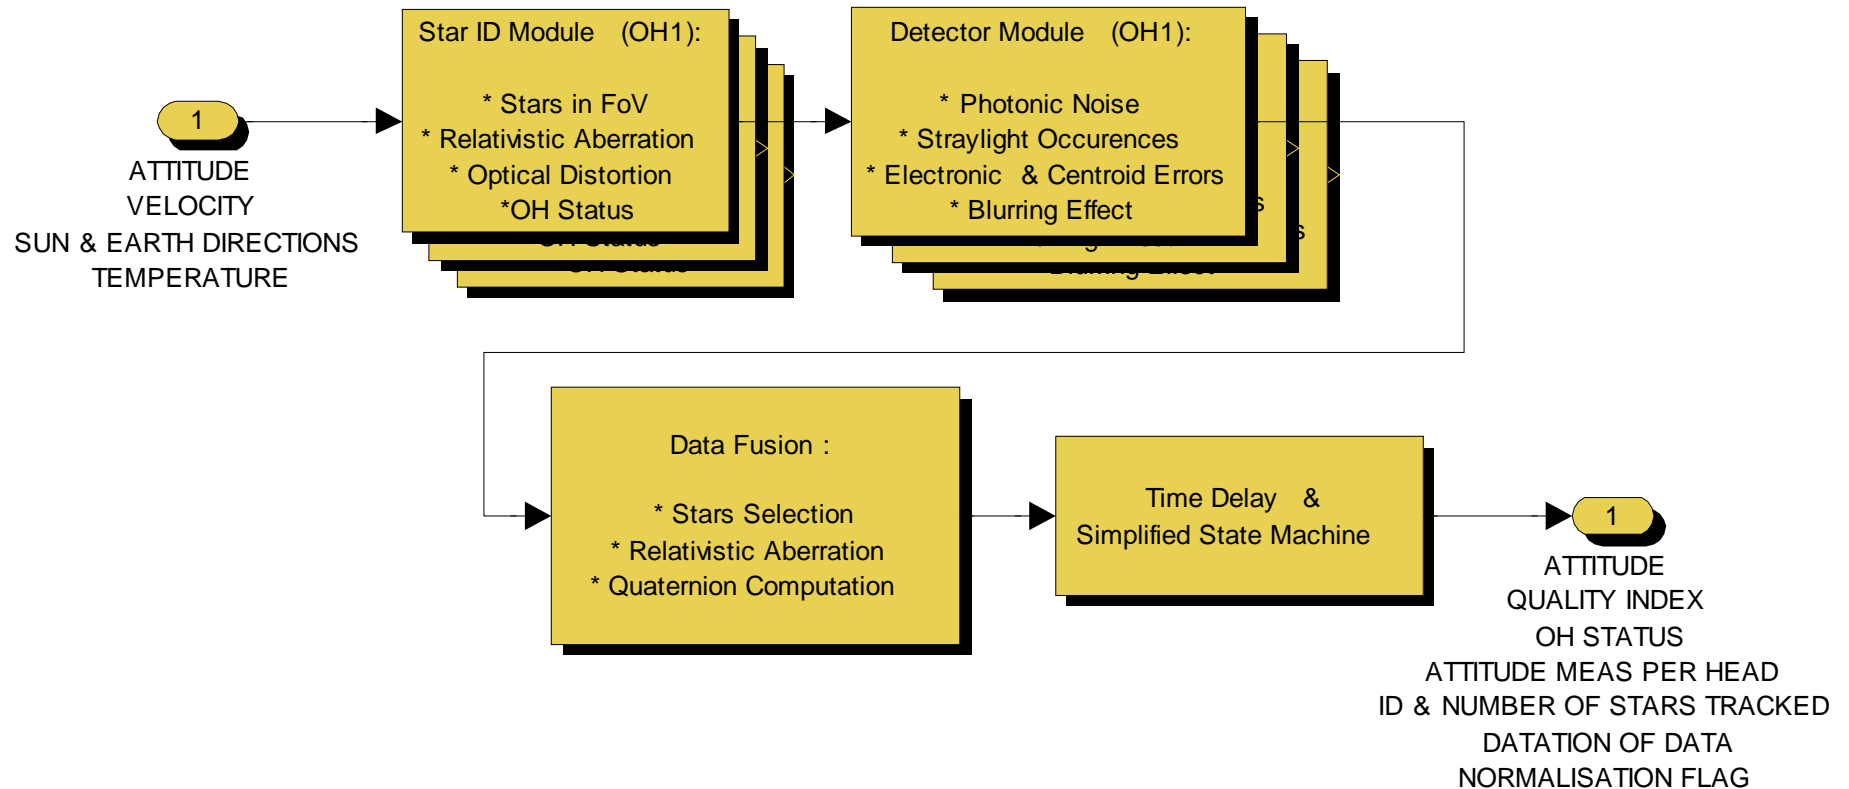 1
ATTITUDE
VELOCITY
SUN & EARTH DIRECTIONS
TEMPERATURE
Star ID Module (OH1):
* Stars in FoV
* Relativistic Aberration
* Optical Distortion
*OH Status
Detector Module (OH1):
* Photonic Noise
* Straylight Occurences
* Electronic & Centroid Errors
* Blurring Effect
Data Fusion :
* Stars Selection
* Relativistic Aberration
* Quaternion Computation
Time Delay &
Simplified State Machine
1
ATTITUDE
QUALITY INDEX
OH STATUS
ATTITUDE MEAS PER HEAD
ID & NUMBER OF STARS TRACKED
DATATION OF DATA
NORMALISATION FLAG